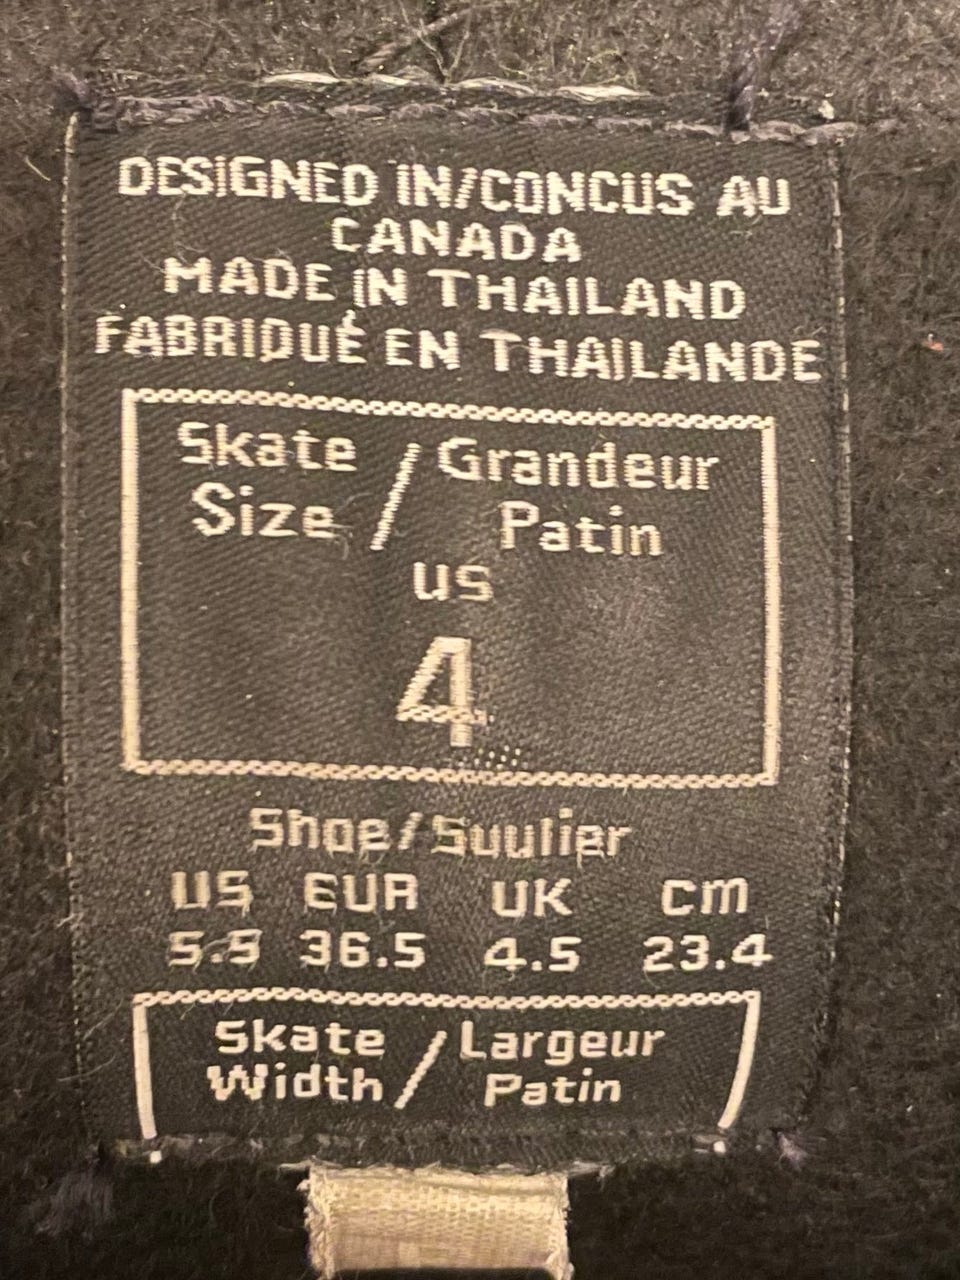 DESIGNED IN/CONCUS AU
CANADA
MADE IN THAILAND
FABRIQUÉ EN THAILANDE
Skate / Grandeur
Size Patin
US
4
Shoe/Suulier
US EUR UK cm
5.5 36.5 4.5 23.4
Skate / Largeur
Width Patin